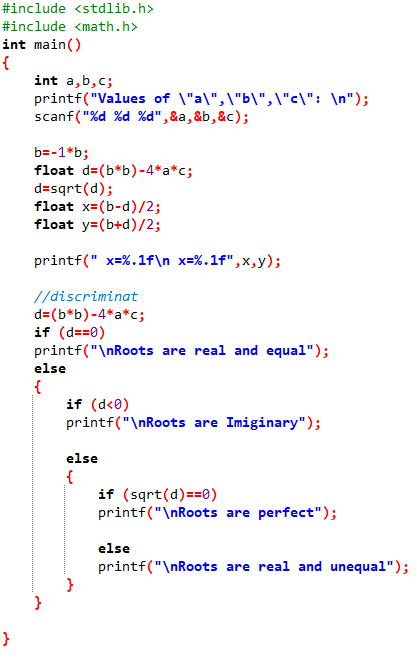 #include <stdlib.h>
#include <math.h>
int main()
{
    int a,b,c;
    printf("Values of \"a\",\"b\",\"c\": \n");
    scanf("%d %d %d",&a,&b,&c);

    b=-1*b;
    float d=(b*b)-4*a*c;
    d=sqrt(d);
    float x=(b-d)/2;
    float y=(b+d)/2;

    printf(" x=%.1f\n x=%.1f",x,y);

    //discriminat
    d=(b*b)-4*a*c;
    if (d==0)
    printf("\nRoots are real and equal");
    else
    {
        if (d<0)
        printf("\nRoots are Imiginary");

        else
        {
            if (sqrt(d)==0)
            printf("\nRoots are perfect");

            else
            printf("\nRoots are real and unequal");
        }
    }

}